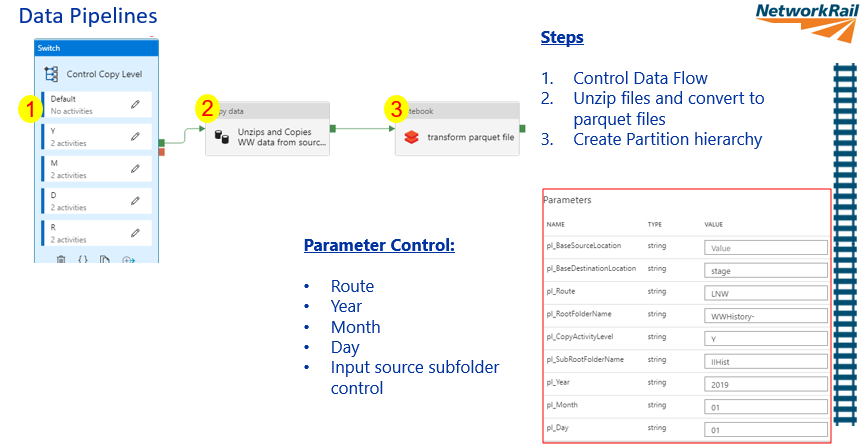 Data Pipelines
NetworkRail
Switch
Control Copy Level
Default
No activities
Y
2 activities
M
2 activities
D
2 activities
R
2 activities
1
2
py data
Unzips and Copies
WW data from sourc...
3
tebook
transform parquet file
Steps
1. Control Data Flow
2. Unzip files and convert to
parquet files
3. Create Partition hierarchy
Parameter Control:
• Route
• Year
• Month
• Day
• Input source subfolder
control
Parameters
NAME TYPE VALUE
pl_BaseSourceLocation string Value
pl_BaseDestinationLocation string stage
pl_Route string LNW
pl_RootFolderName string WWHistory-
pl_CopyActivityLevel string Y
pl_SubRootFolderName string IIHist
pl_Year string 2019
pl_Month string 01
pl_Day string 01